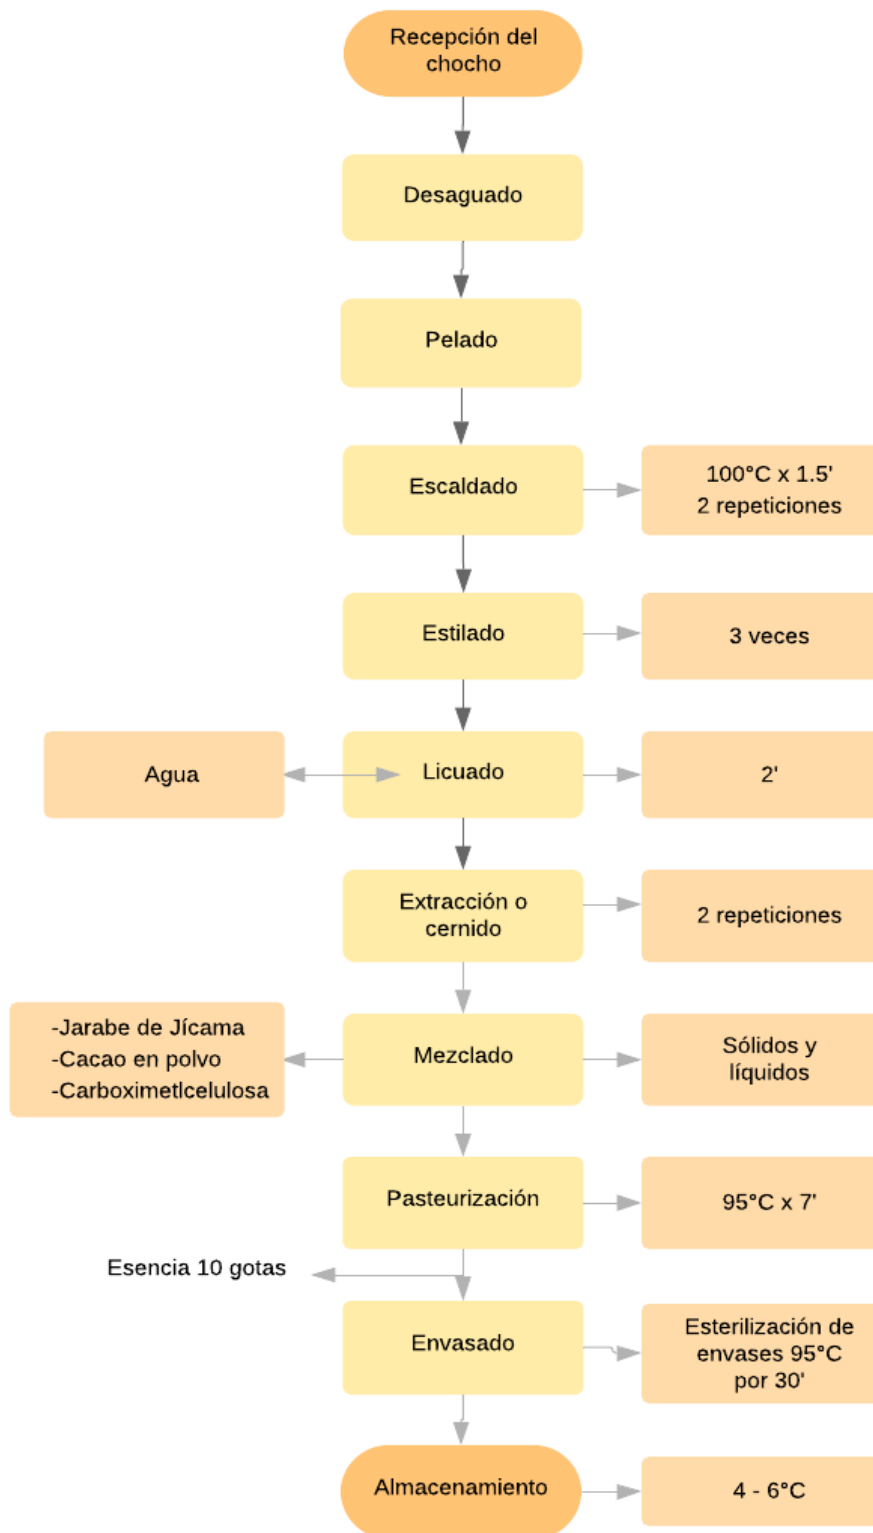 Recepción del
chocho
Desaguado
Pelado
Escaldado
100°C x 1.5'
2 repeticiones
Estilado
3 veces
Agua
Licuado
2'
Extracción o
cernido
2 repeticiones
-Jarabe de Jícama
-Cacao en polvo
-Carboximetlcelulosa
Mezclado
Sólidos y
líquidos
Pasteurización
95°C x 7'
Esencia 10 gotas
Envasado
Esterilización de
envases 95°C
por 30'
Almacenamiento
4 - 6°C